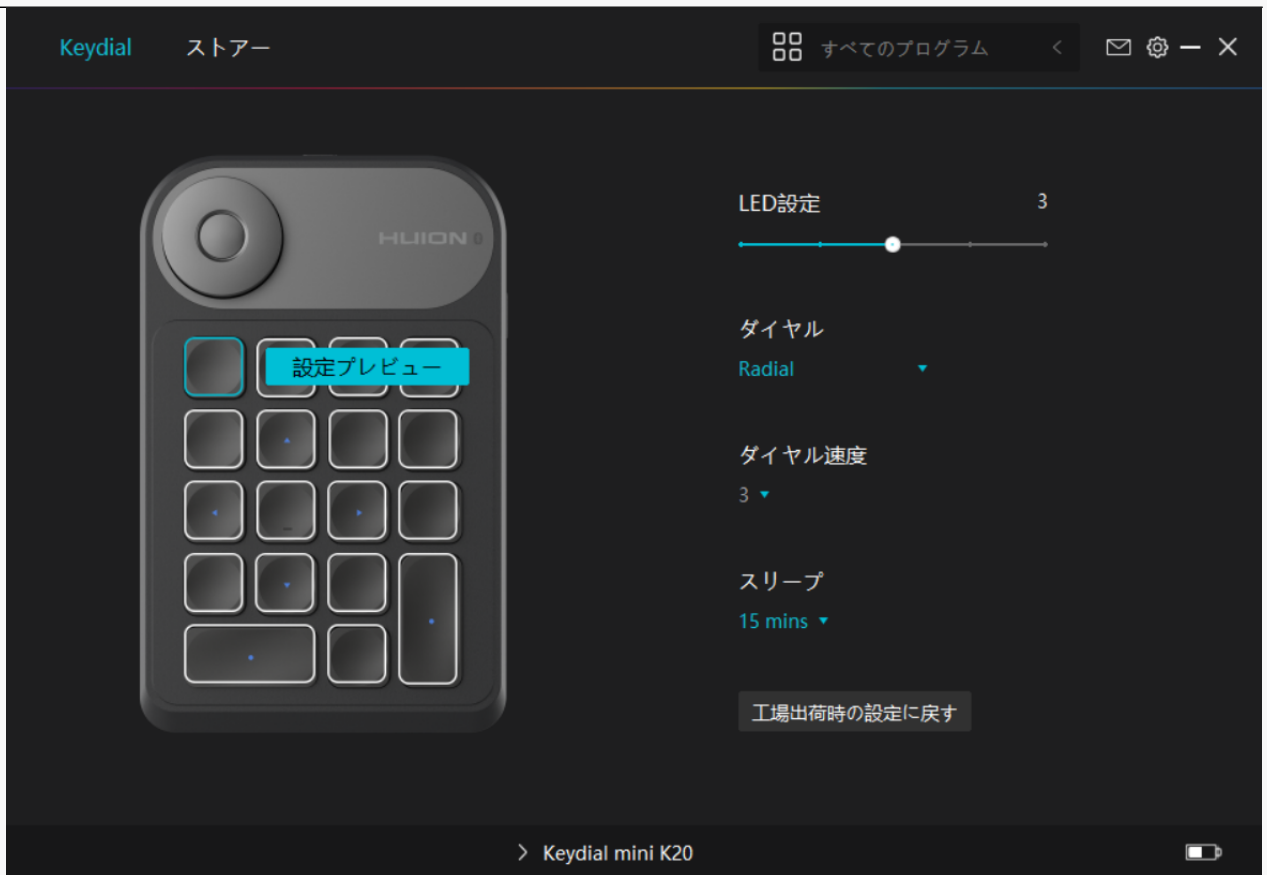 Keydial ストアー すべてのプログラム
HUION
設定プレビュー
LED設定 3
ダイヤル
Radial
ダイヤル速度
3
スリープ
15 mins
工場出荷時の設定に戻す
Keydial mini K20